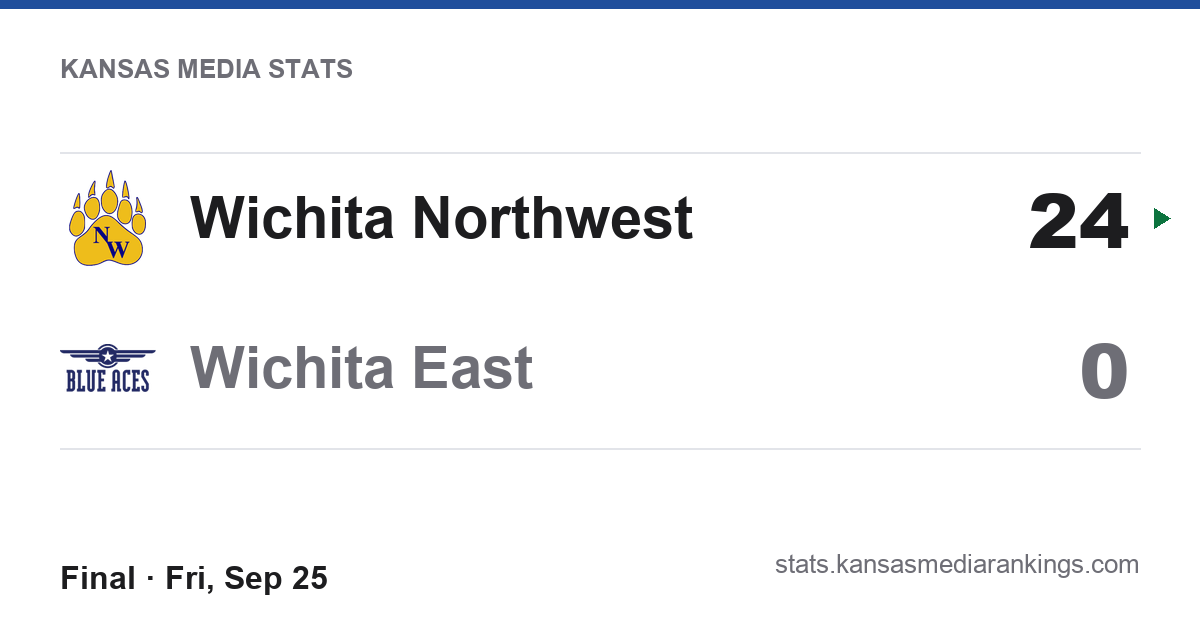 KANSAS MEDIA STATS
NW
Wichita Northwest 24
BLUE ACES
Wichita East 0
Final · Fri, Sep 25
stats.kansasmediarankings.com